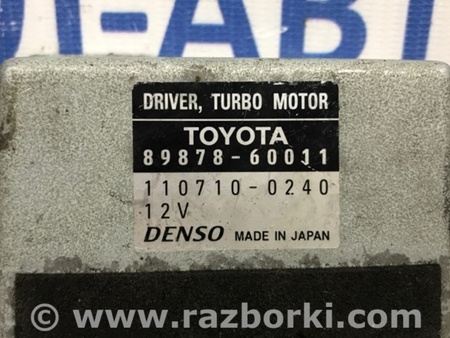 DRIVER, TURBO MOTOR
TOYOTA
89878-60011
110710-0240
12V
DENSO MADE IN JAPAN
© www.razborki.com